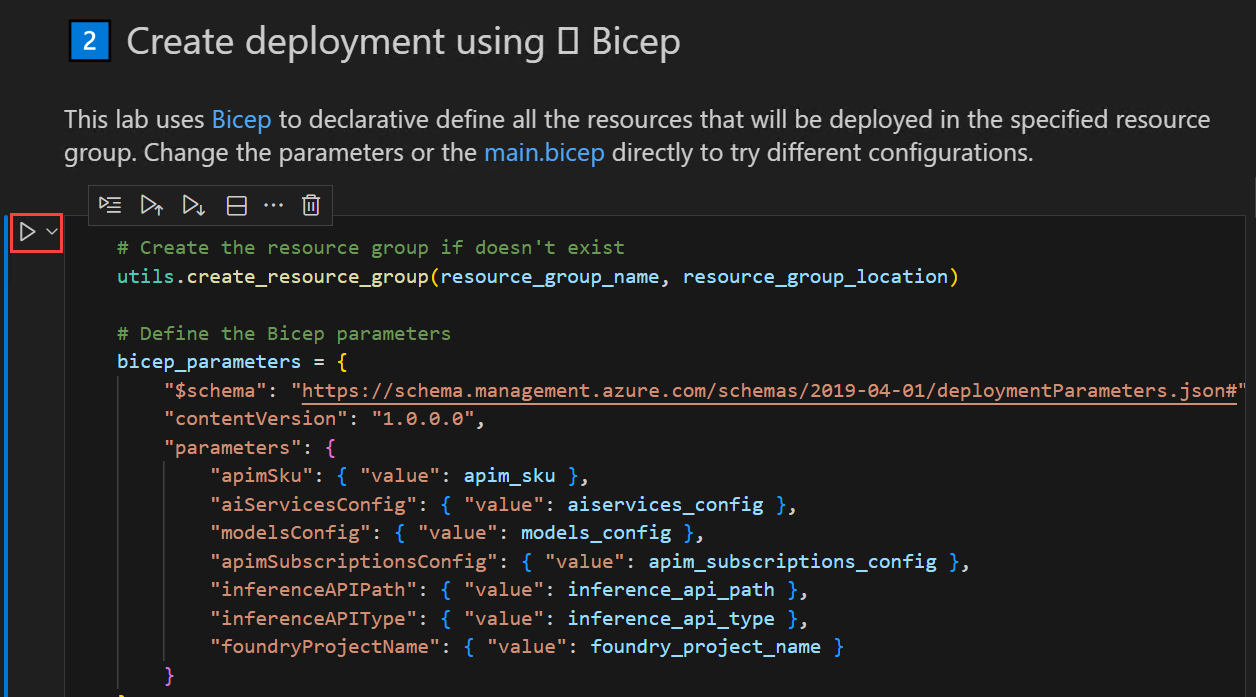 2 Create deployment using Bicep
This lab uses Bicep to declarative define all the resources that will be deployed in the specified resource
group. Change the parameters or the main.bicep directly to try different configurations.
# Create the resource group if doesn't exist
utils.create_resource_group(resource_group_name, resource_group_location)
# Define the Bicep parameters
bicep_parameters = {
"$schema": "https://schema.management.azure.com/schemas/2019-04-01/deploymentParameters.json#"
"contentVersion": "1.0.0.0",
"parameters": {
"apimSku": { "value": apim_sku },
"aiServicesConfig": { "value": aiservices_config },
"modelsConfig": { "value": models_config },
"apimSubscriptionsConfig": { "value": apim_subscriptions_config },
"inferenceAPIPath": { "value": inference_api_path },
"inferenceAPIType": { "value": inference_api_type },
"foundryProjectName": { "value": foundry_project_name }
}